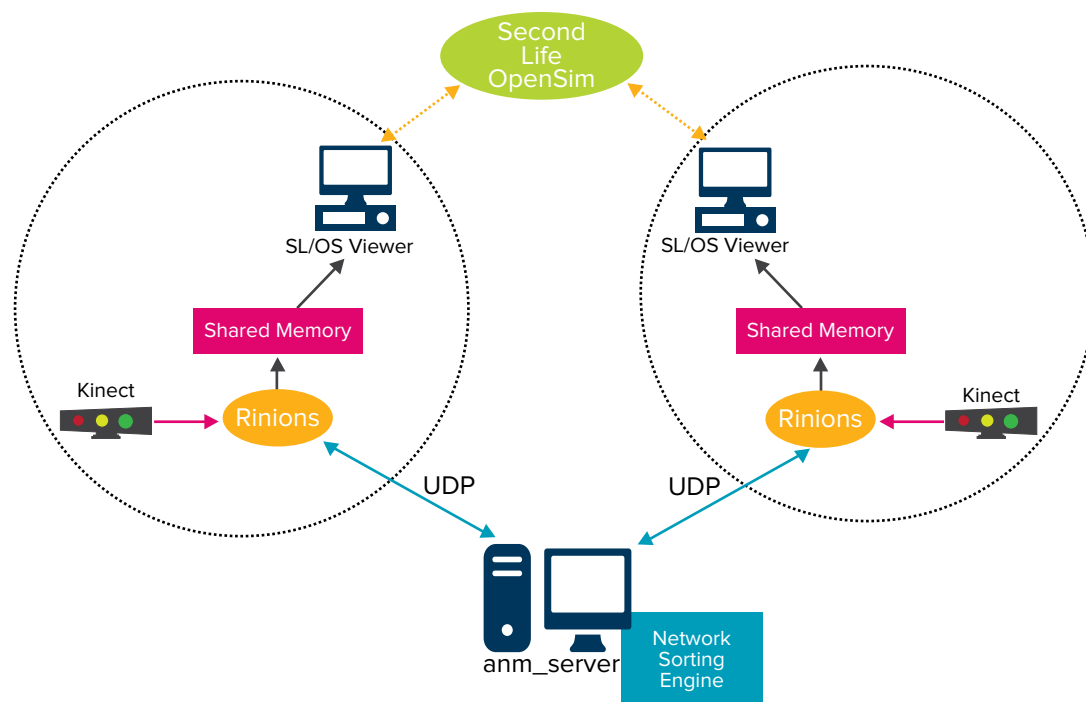 Second
Life
OpenSim
SL/OS Viewer
SL/OS Viewer
Shared Memory
Shared Memory
Kinect
Rinions
Rinions
Kinect
UDP
UDP
anm_server
Network
Sorting
Engine